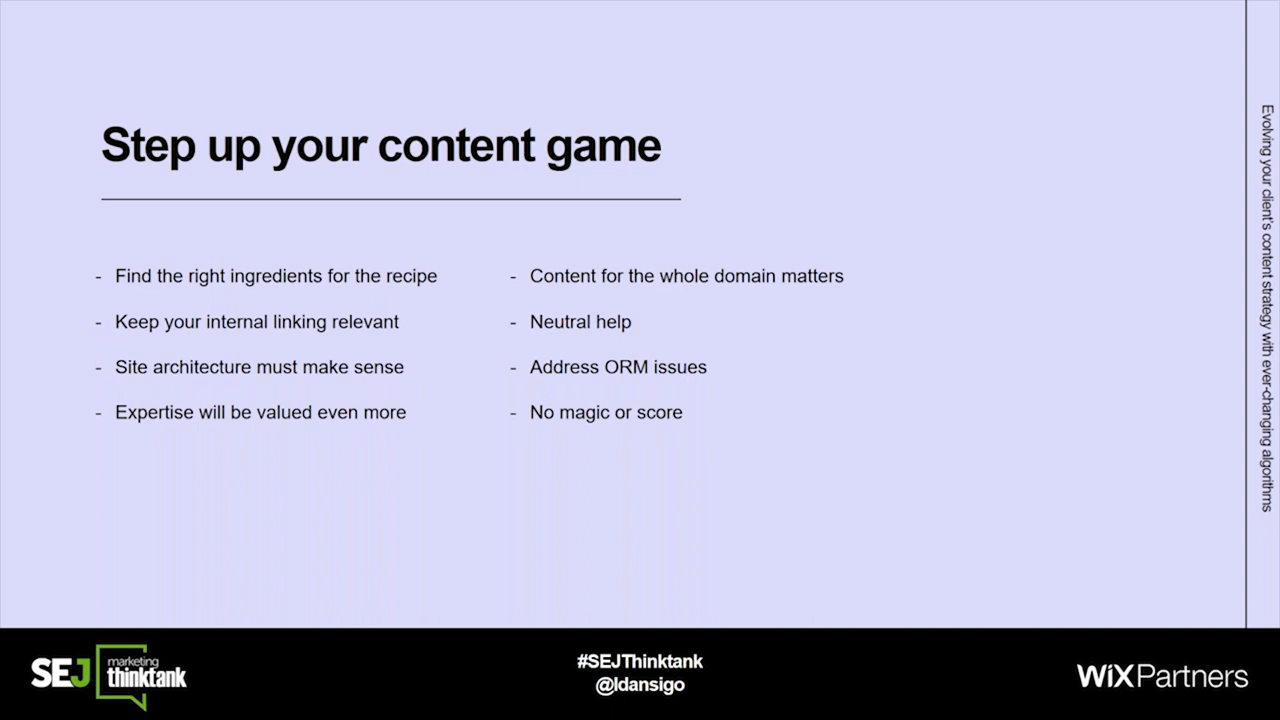 Step up your content game
- Find the right ingredients for the recipe
- Keep your internal linking relevant
- Site architecture must make sense
- Expertise will be valued even more
- Content for the whole domain matters
- Neutral help
- Address ORM issues
- No magic or score
Evolving your client's content strategy with ever-changing algorithms
SEJ marketing
thinktank
#SEJThinktank
@Idansigo
WiXPartners